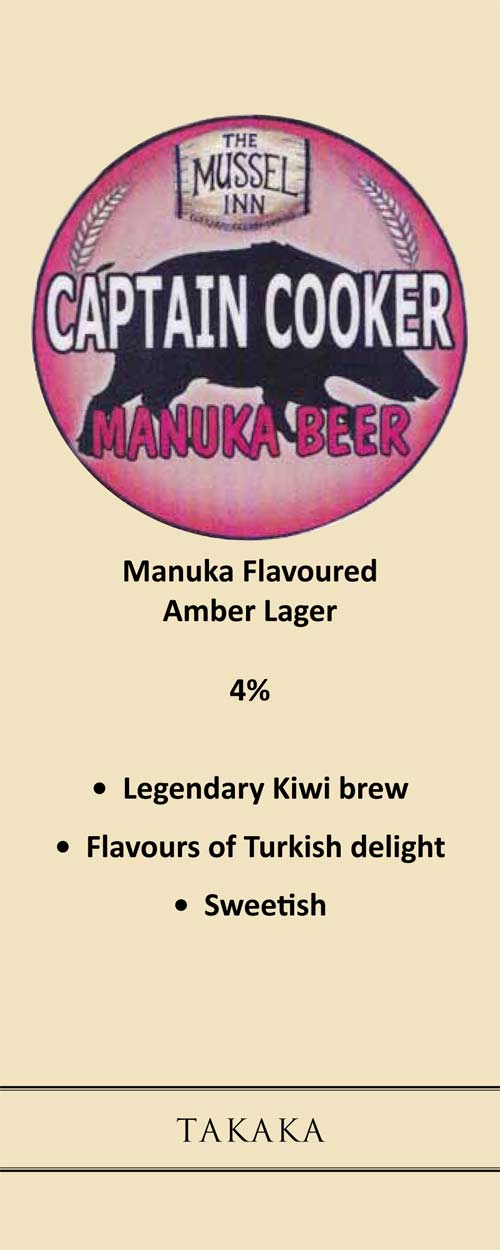 THE
MUSSEL
INN
CAPTAIN COOKER
MANUKA BEER
Manuka Flavoured
Amber Lager
4%
• Legendary Kiwi brew
• Flavours of Turkish delight
• Sweetish
TAKAKA